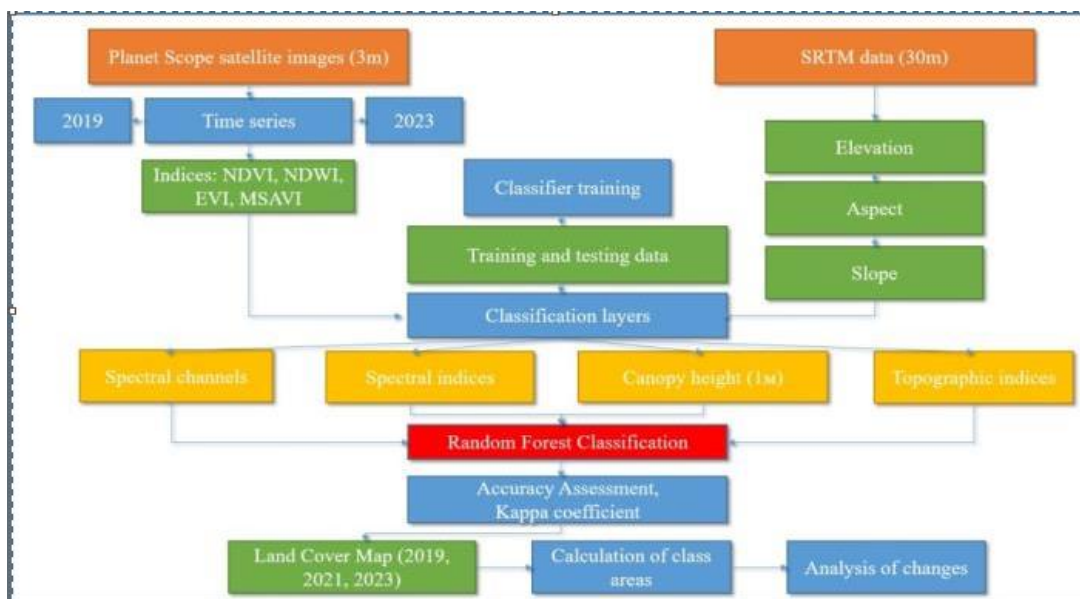 Planet Scope satellite images (3m)
SRTM data (30m)
2019
Time series
2023
Elevation
Indices: NDVI, NDWI,
EVI, MSAVI
Classifier training
Aspect
Training and testing data
Slope
Classification layers
Spectral channels
Spectral indices
Canopy height (1м)
Topographic indices
Random Forest Classification
Accuracy Assessment,
Kappa coefficient
Land Cover Map (2019,
2021, 2023)
Calculation of class
areas
Analysis of changes